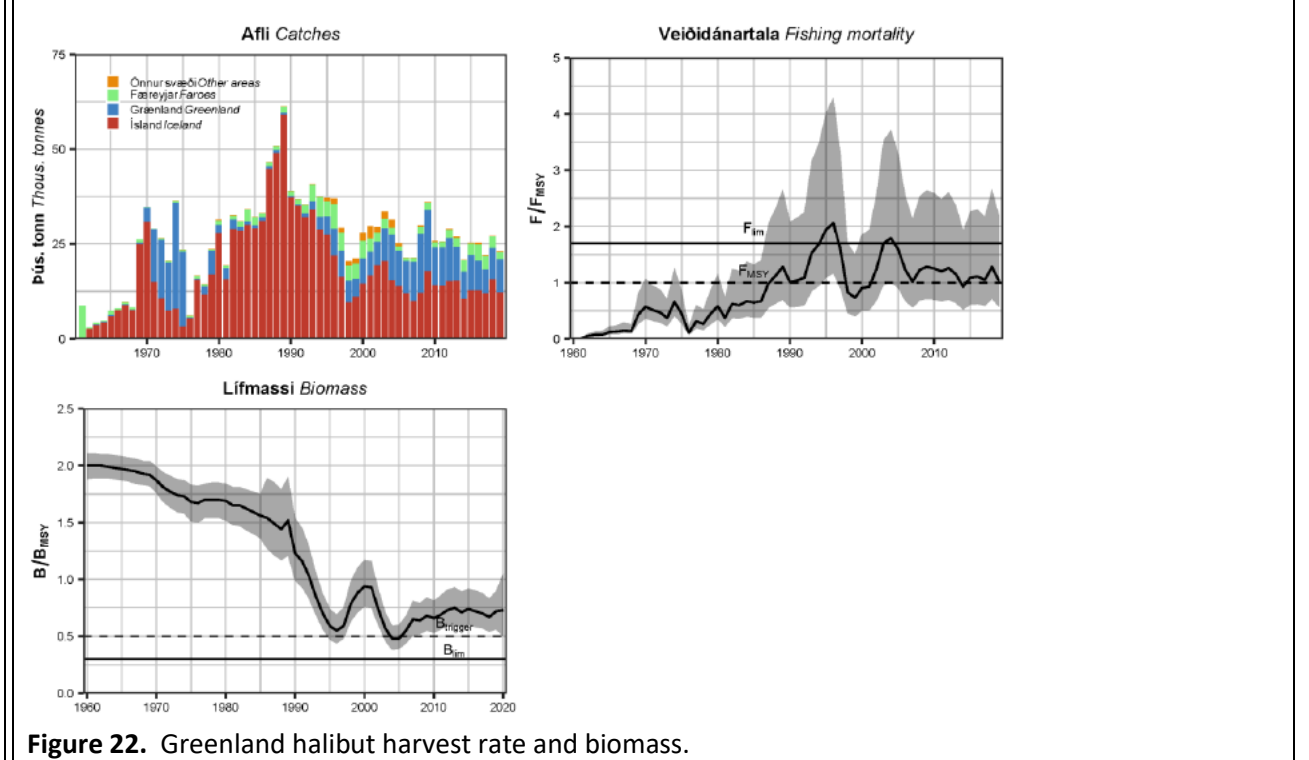 Afli Catches
Þús. tonn Thous. tonnes
75
50
25
0
Önnur svæði Other areas
Færeyjar Faroes
Grænland Greenland
Ísland Iceland
1970 1980 1990 2000 2010
Veiðidánartala Fishing mortality
F/FMSY
5
4
3
2
1
0
Flim
FMSY
1960 1970 1980 1990 2000 2010
Lífmassi Biomass
B/BMSY
2.5
2.0
1.5
1.0
0.5
0.0
Btrigger
Blim
1960 1970 1980 1990 2000 2010 2020
Figure 22. Greenland halibut harvest rate and biomass.